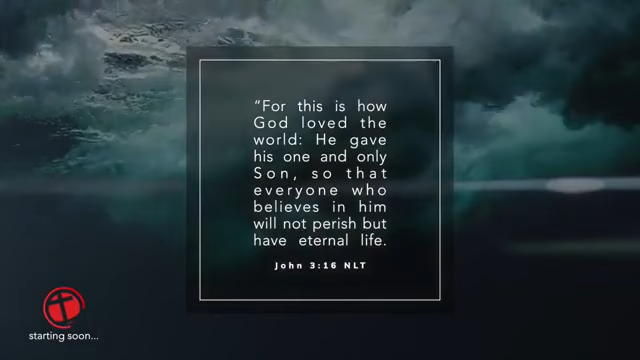 “For this is how
God loved the
world: He gave
his one and only
Son, so that
everyone who
believes in him
will not perish but
have eternal life.
John 3:16 NLT
starting soon...